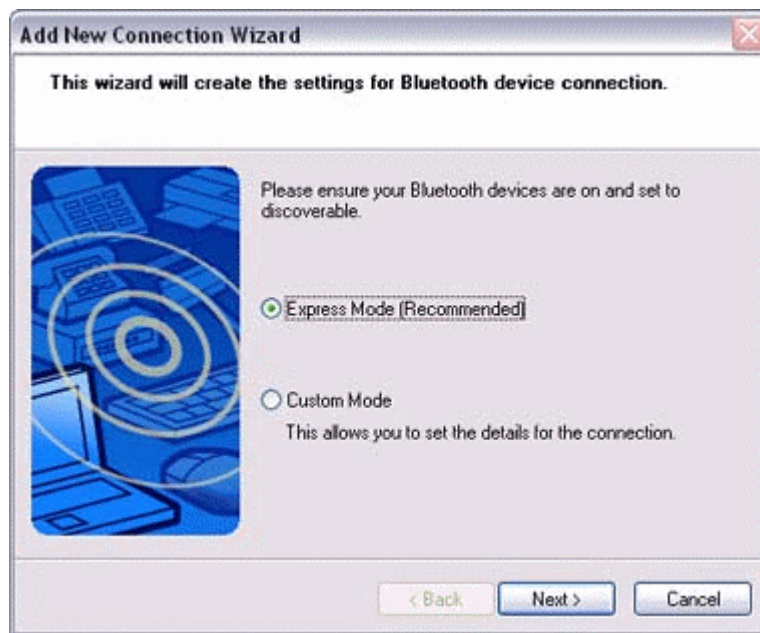 Add New Connection Wizard
This wizard will create the settings for Bluetooth device connection.
Please ensure your Bluetooth devices are on and set to
discoverable.
Express Mode (Recommended)
Custom Mode
This allows you to set the details for the connection.
< Back Next > Cancel